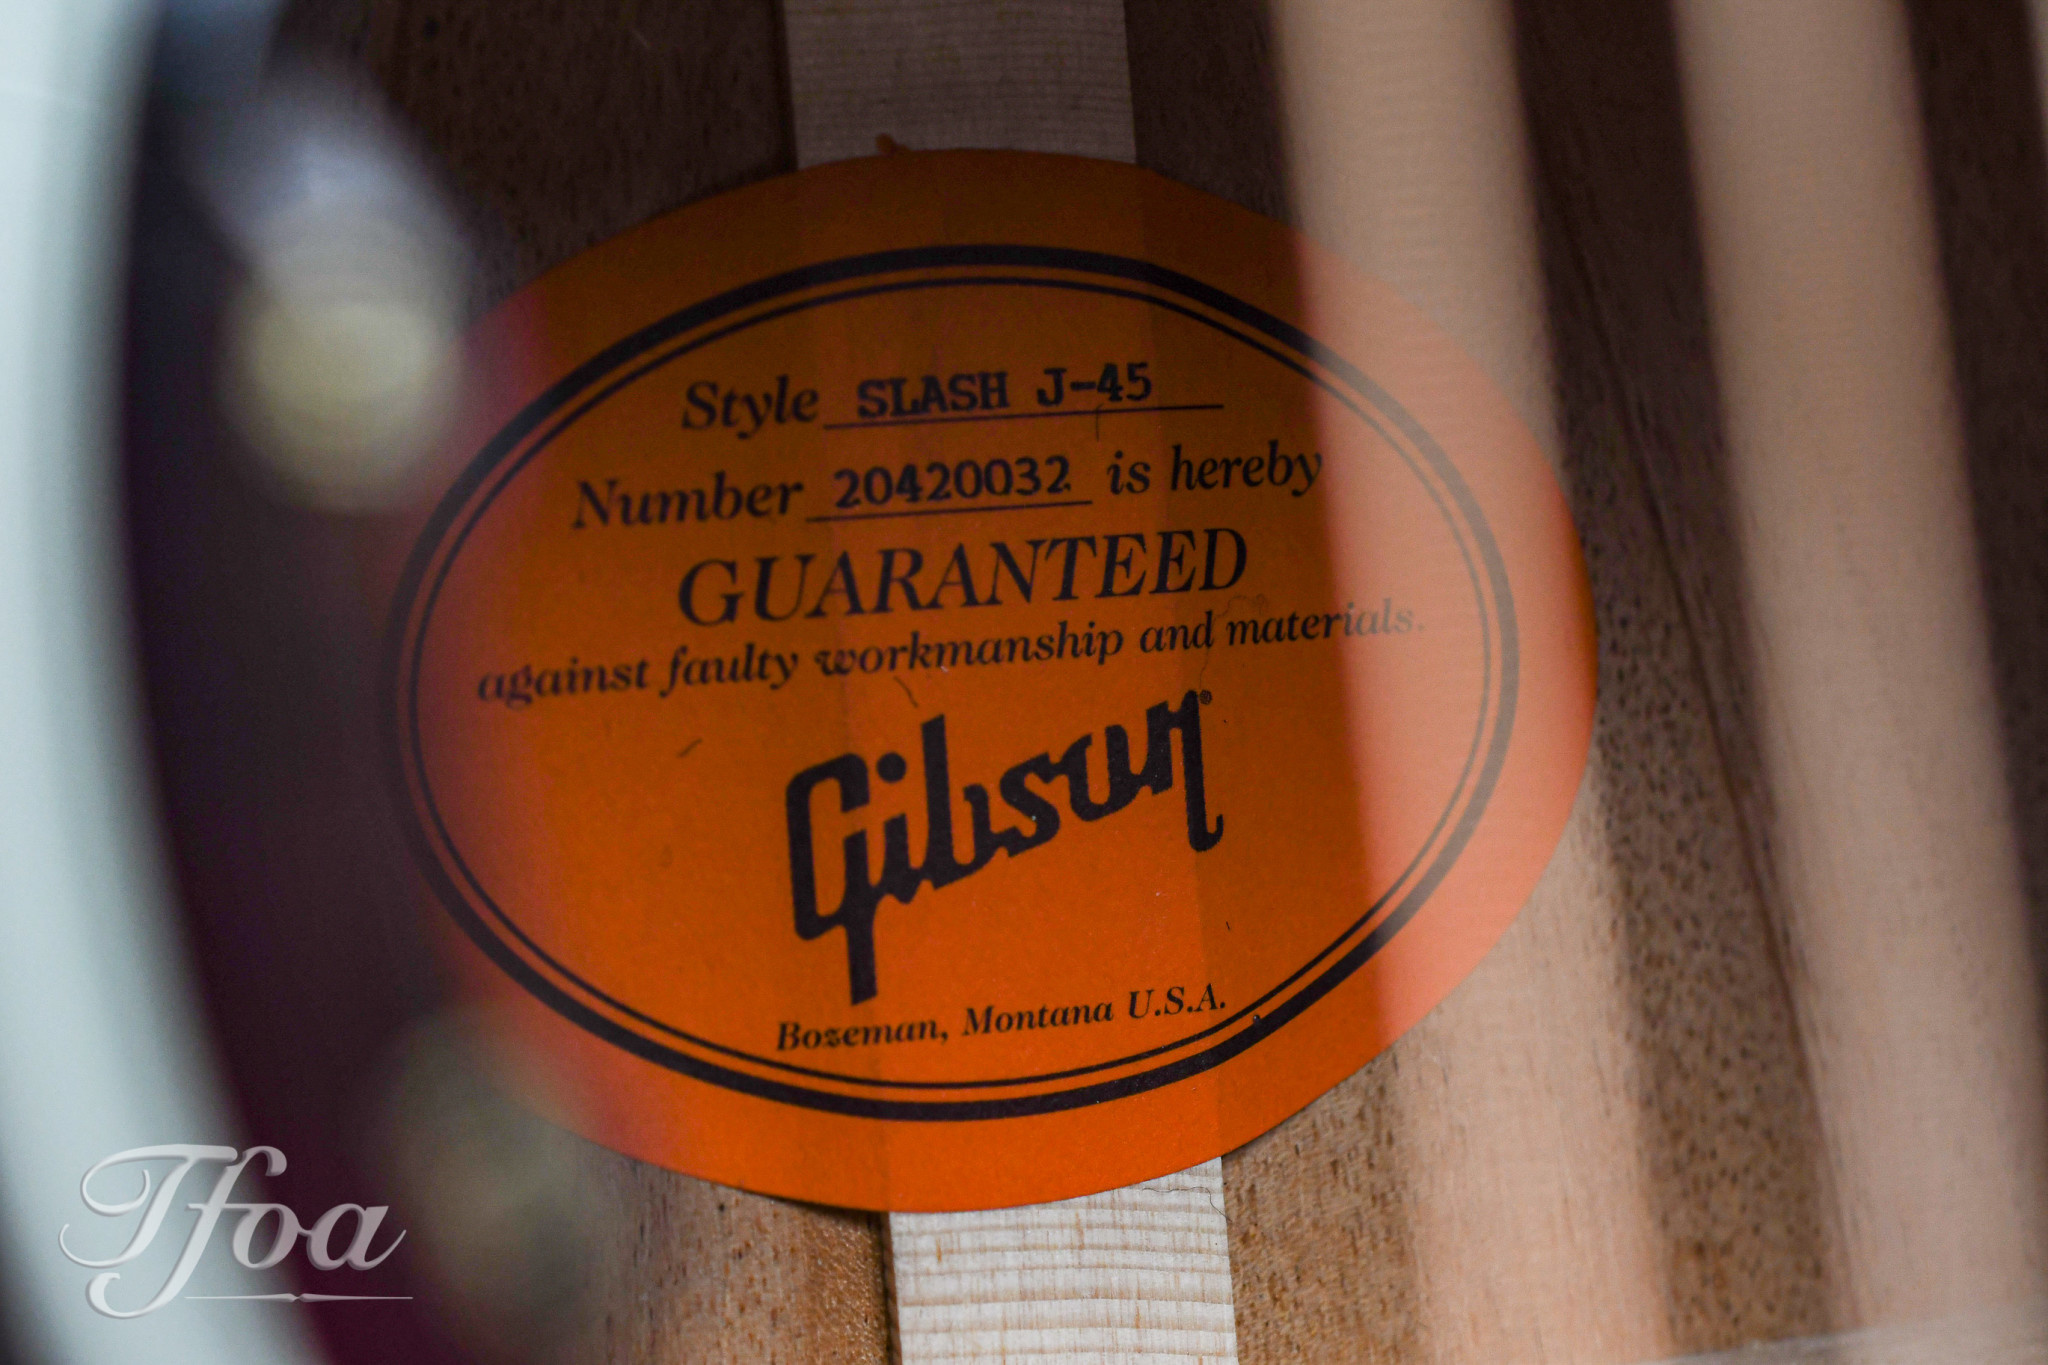 Style SLASH J-45
Number 20420032 is hereby
GUARANTEED
against faulty workmanship and materials.
Gibson®
Bozeman, Montana U.S.A.
Tfoa